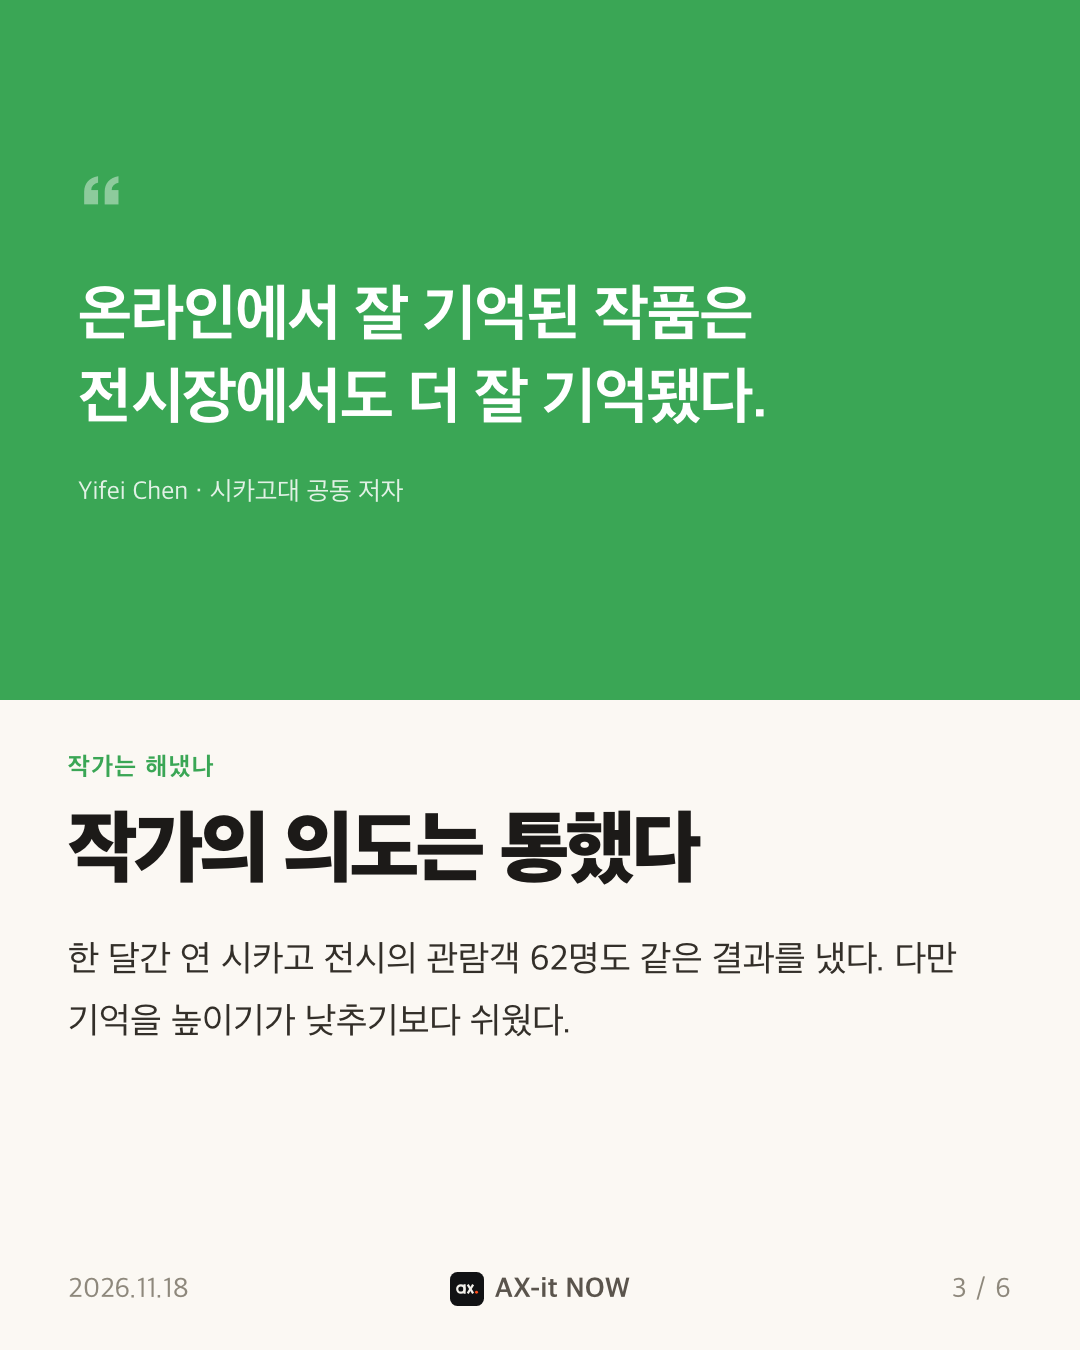 “
온라인에서 잘 기억된 작품은
전시장에서도 더 잘 기억됐다.
Yifei Chen · 시카고대 공동 저자
작가는 해냈나
작가의 의도는 통했다
한 달간 연 시카고 전시의 관람객 62명도 같은 결과를 냈다. 다만
기억을 높이기가 낮추기보다 쉬웠다.
2026.11.18
ax. AX-it NOW
3 / 6